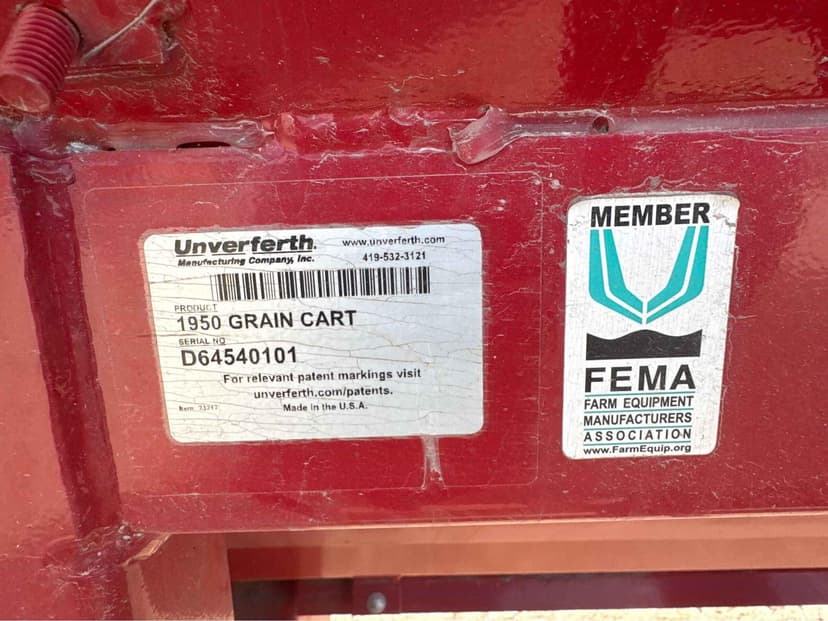 Unverferth
www.unverferth.com
Manufacturing Company, Inc.
419-532-3121
PRODUCT
1950 GRAIN CART
SERIAL NO
D64540101
For relevant patent markings visit
unverferth.com/patents.
Made in the U.S.A.
MEMBER
FEMA
FARM EQUIPMENT
MANUFACTURERS
ASSOCIATION
www.FarmEquip.org